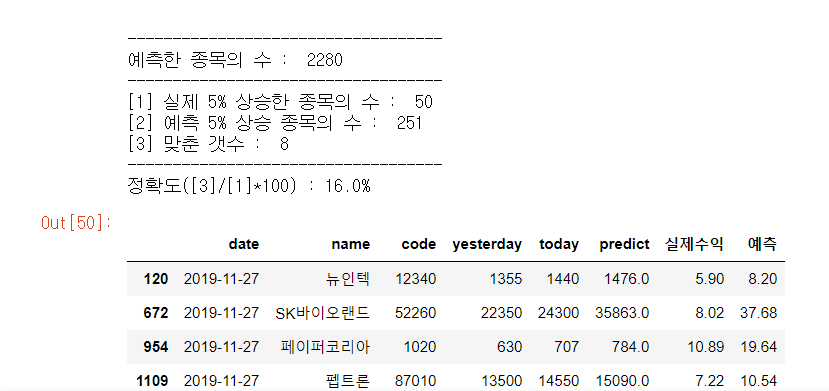 ----------------------------------
예측한 종목의 수 :  2280
----------------------------------
[1] 실제 5% 상승한 종목의 수 :  50
[2] 예측 5% 상승 종목의 수 :  251
[3] 맞춘 갯수 :  8
----------------------------------
정확도([3]/[1]*100) : 16.0%
Out[50]:
date name code yesterday today predict 실제수익 예측
120 2019-11-27 뉴인텍 12340 1355 1440 1476.0 5.90 8.20
672 2019-11-27 SK바이오랜드 52260 22350 24300 35863.0 8.02 37.68
954 2019-11-27 페이퍼코리아 1020 630 707 784.0 10.89 19.64
1109 2019-11-27 펩트론 87010 13500 14550 15090.0 7.22 10.54